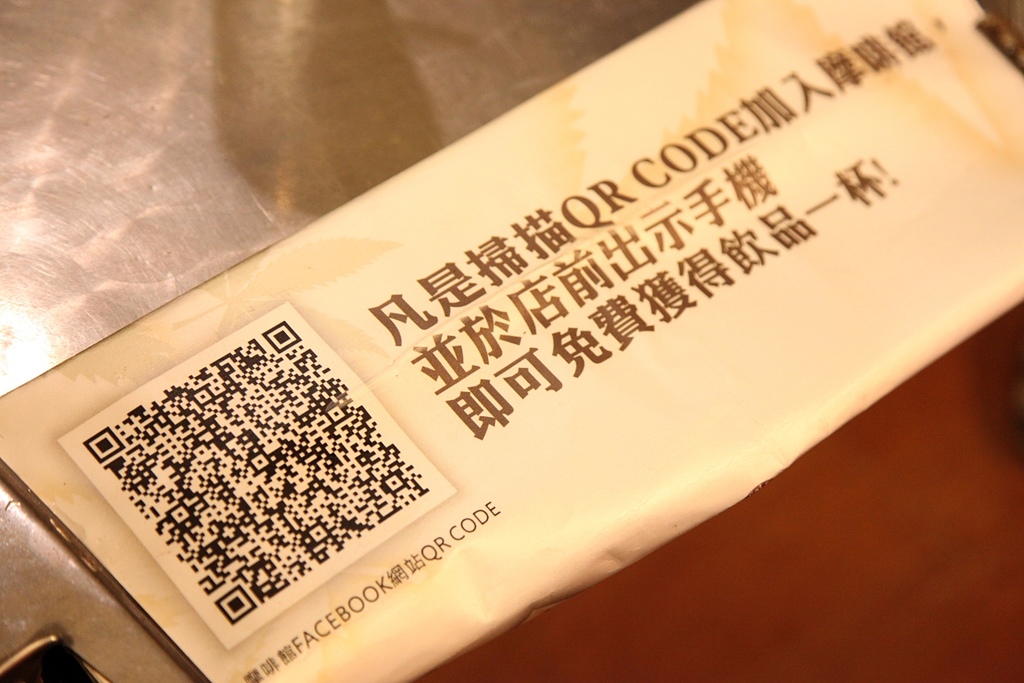 凡是掃描QR CODE加入摩啡館，
並於店前出示手機
即可免費獲得飲品一杯!
摩啡館FACEBOOK網站QR CODE